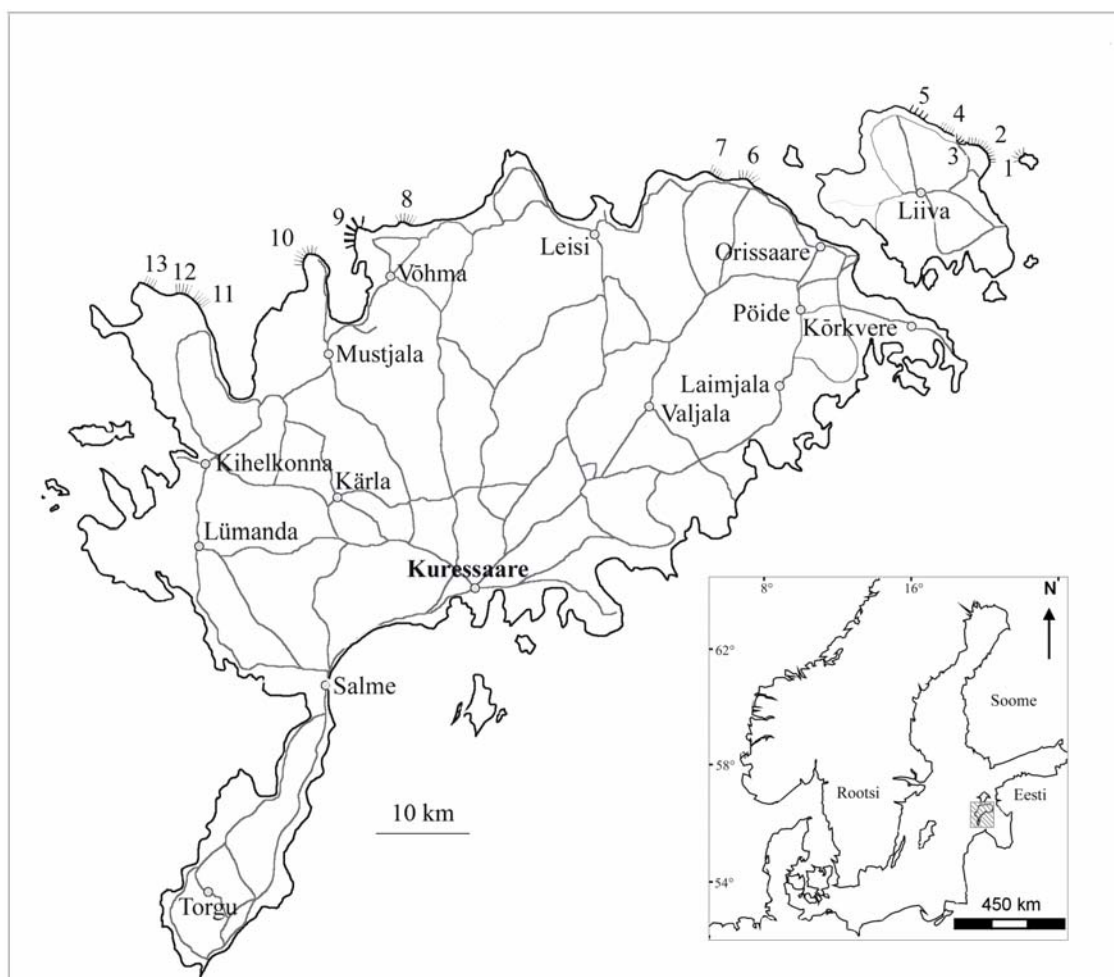 5
4
2
3
1
7
6
Liiva
8
9
Leisi
Orissaare
10
13
12
11
Võhma
Pöide
Kõrkvere
Mustjala
Laimjala
Valjala
Kihelkonna
Kärla
Lümanda
Kuressaare
Salme
10 km
Torgu
8°
16°
N
62°
Soome
58°
Rootsi
Eesti
54°
450 km